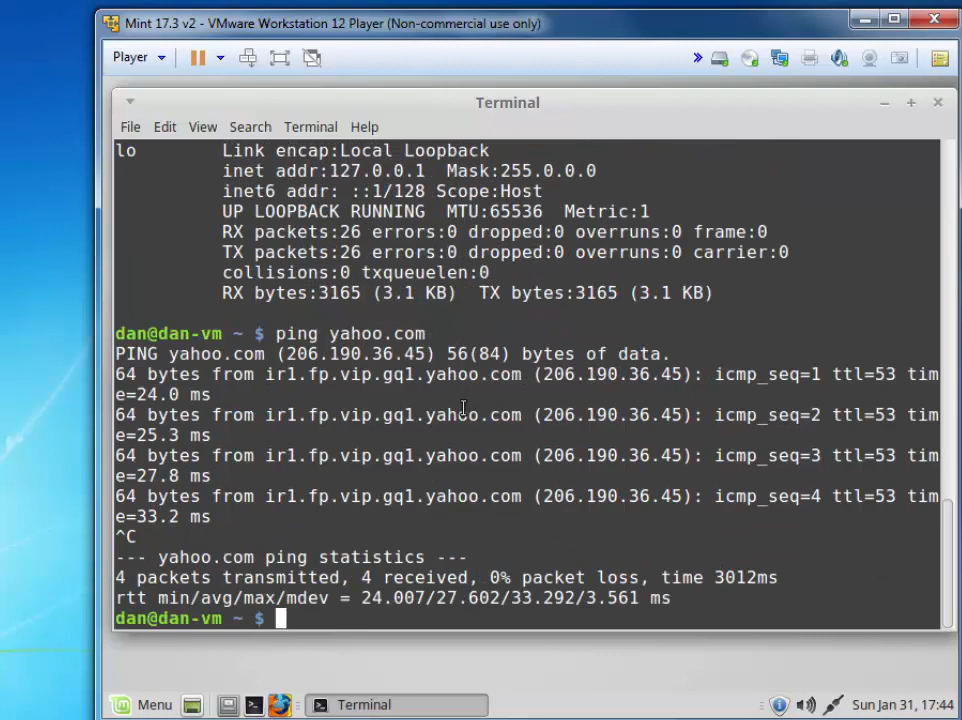 Mint 17.3 v2 - VMware Workstation 12 Player (Non-commercial use only)
Player
Terminal
File Edit View Search Terminal Help
lo Link encap:Local Loopback
inet addr:127.0.0.1 Mask:255.0.0.0
inet6 addr: ::1/128 Scope:Host
UP LOOPBACK RUNNING MTU:65536 Metric:1
RX packets:26 errors:0 dropped:0 overruns:0 frame:0
TX packets:26 errors:0 dropped:0 overruns:0 carrier:0
collisions:0 txqueuelen:0
RX bytes:3165 (3.1 KB) TX bytes:3165 (3.1 KB)
dan@dan-vm ~ $ ping yahoo.com
PING yahoo.com (206.190.36.45) 56(84) bytes of data.
64 bytes from ir1.fp.vip.gq1.yahoo.com (206.190.36.45): icmp_seq=1 ttl=53 tim
e=24.0 ms
64 bytes from ir1.fp.vip.gq1.yahoo.com (206.190.36.45): icmp_seq=2 ttl=53 tim
e=25.3 ms
64 bytes from ir1.fp.vip.gq1.yahoo.com (206.190.36.45): icmp_seq=3 ttl=53 tim
e=27.8 ms
64 bytes from ir1.fp.vip.gq1.yahoo.com (206.190.36.45): icmp_seq=4 ttl=53 tim
e=33.2 ms
^C
--- yahoo.com ping statistics ---
4 packets transmitted, 4 received, 0% packet loss, time 3012ms
rtt min/avg/max/mdev = 24.007/27.602/33.292/3.561 ms
dan@dan-vm ~ $
Menu Terminal Sun Jan 31, 17:44